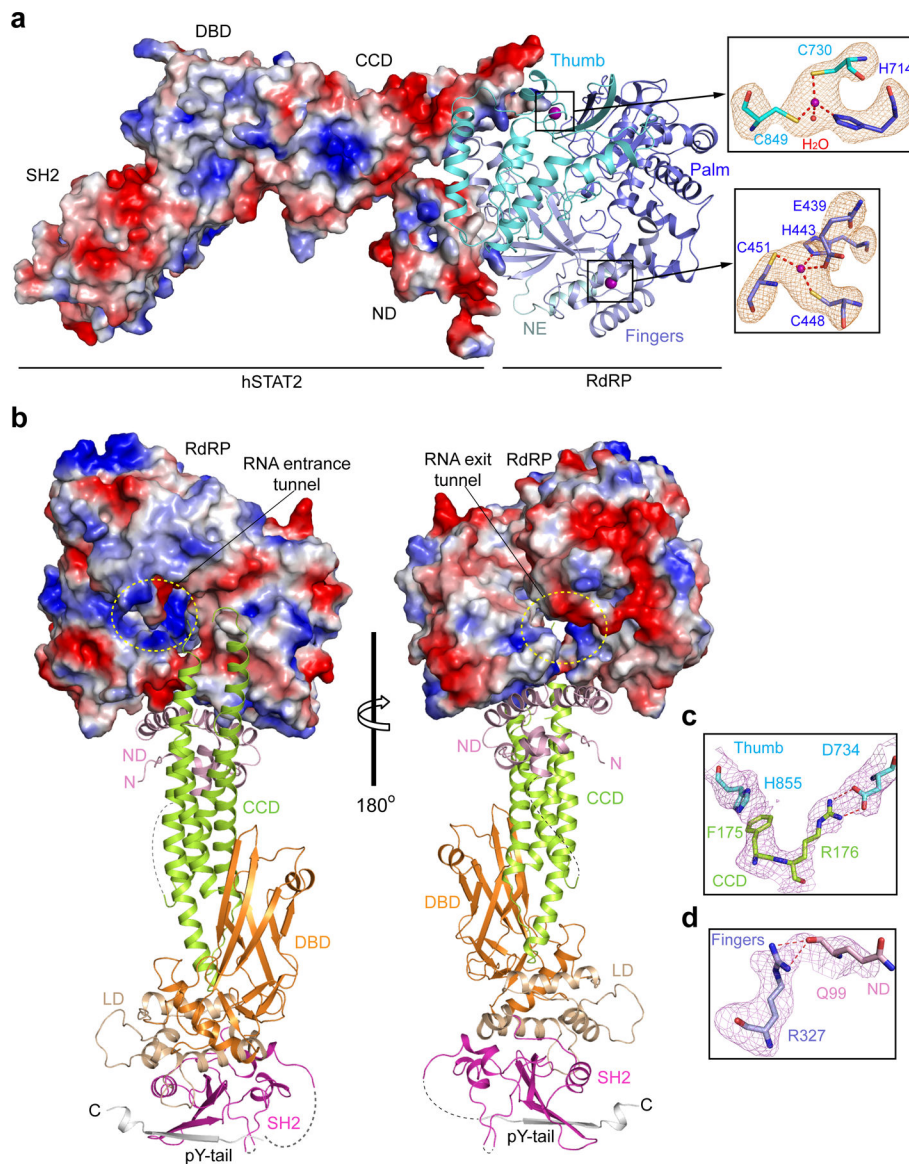 a
DBD
CCD
Thumb
SH2
ND
NE
Palm
Fingers
hSTAT2
RdRP
C730
H714
C849
H2O
E439
H443
C451
C448
b
RdRP
RNA entrance
tunnel
RNA exit
tunnel
RdRP
ND
N
CCD
DBD
LD
C
SH2
pY-tail
180º
ND
N
CCD
DBD
LD
SH2
C
pY-tail
c
Thumb
D734
H855
F175
R176
CCD
d
Fingers
Q99
ND
R327